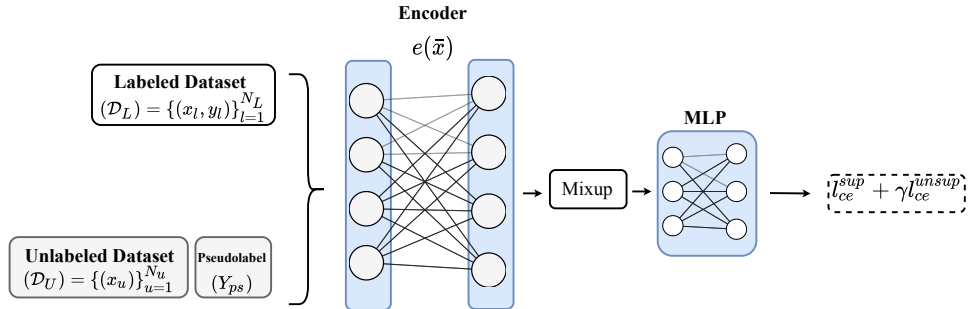 Encoder
e(x̄)
Labeled Dataset
(𝒟_L) = {(x_l, y_l)}_{l=1}^{N_L}
MLP
Mixup
l_{ce}^{sup} + γl_{ce}^{unsup}
Unlabeled Dataset
(𝒟_U) = {(x_u)}_{u=1}^{N_u}
Pseudolabel
(Y_{ps})